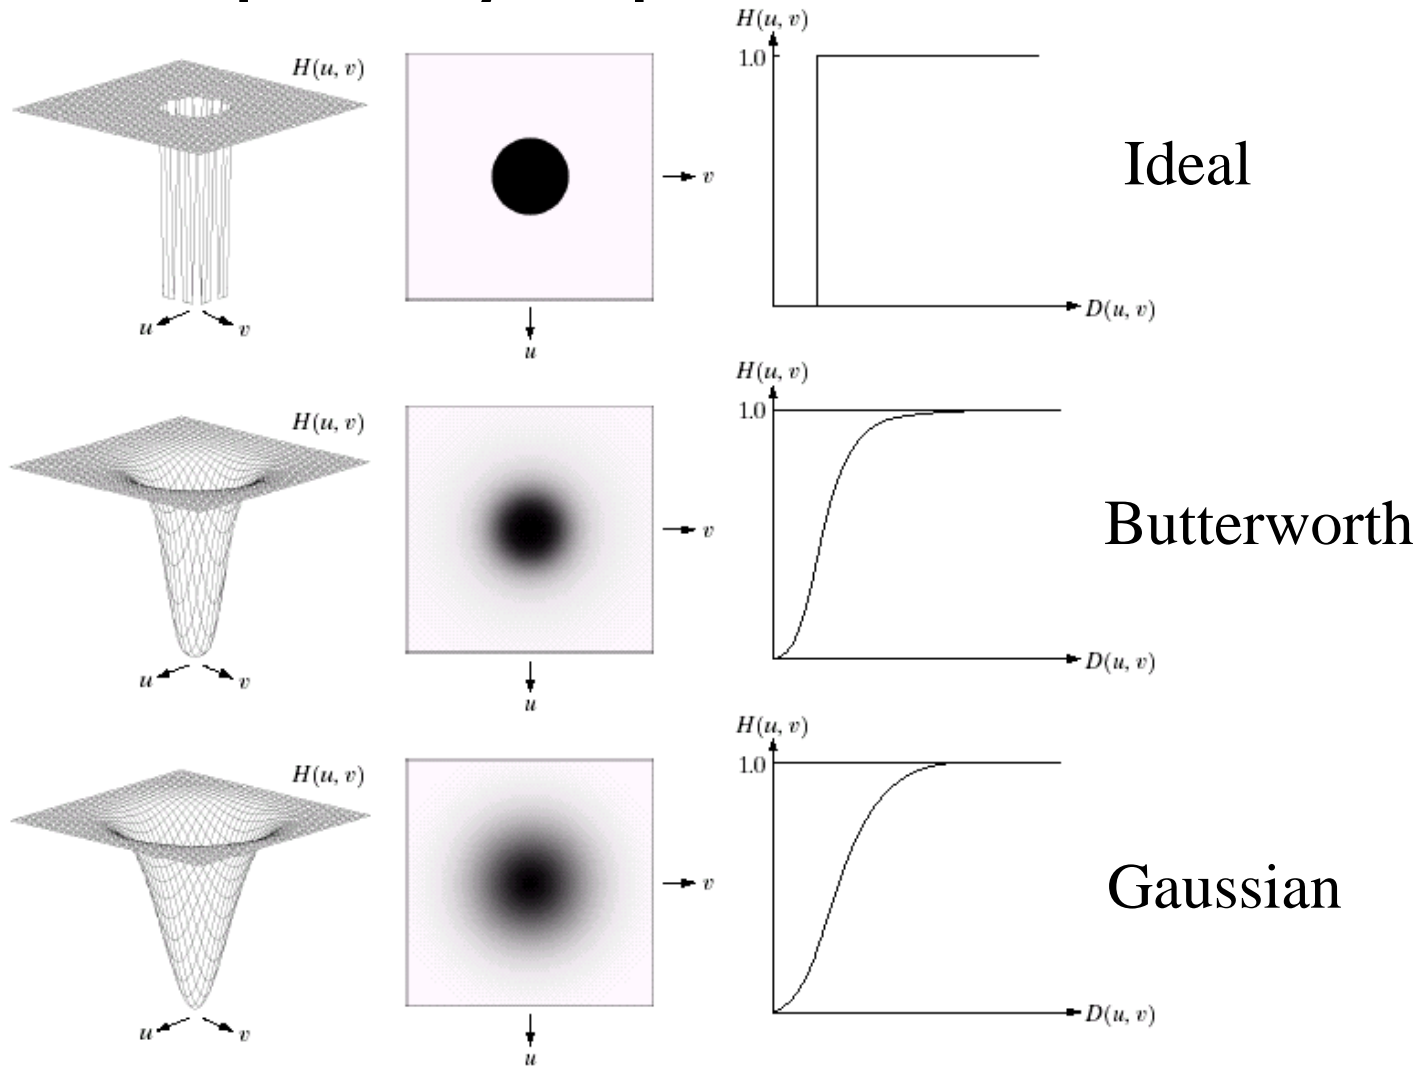 H(u, v)
v
u
u
v
H(u, v)
1.0
D(u, v)
Ideal
H(u, v)
v
u
u
v
H(u, v)
1.0
D(u, v)
Butterworth
H(u, v)
v
u
u
v
H(u, v)
1.0
D(u, v)
Gaussian